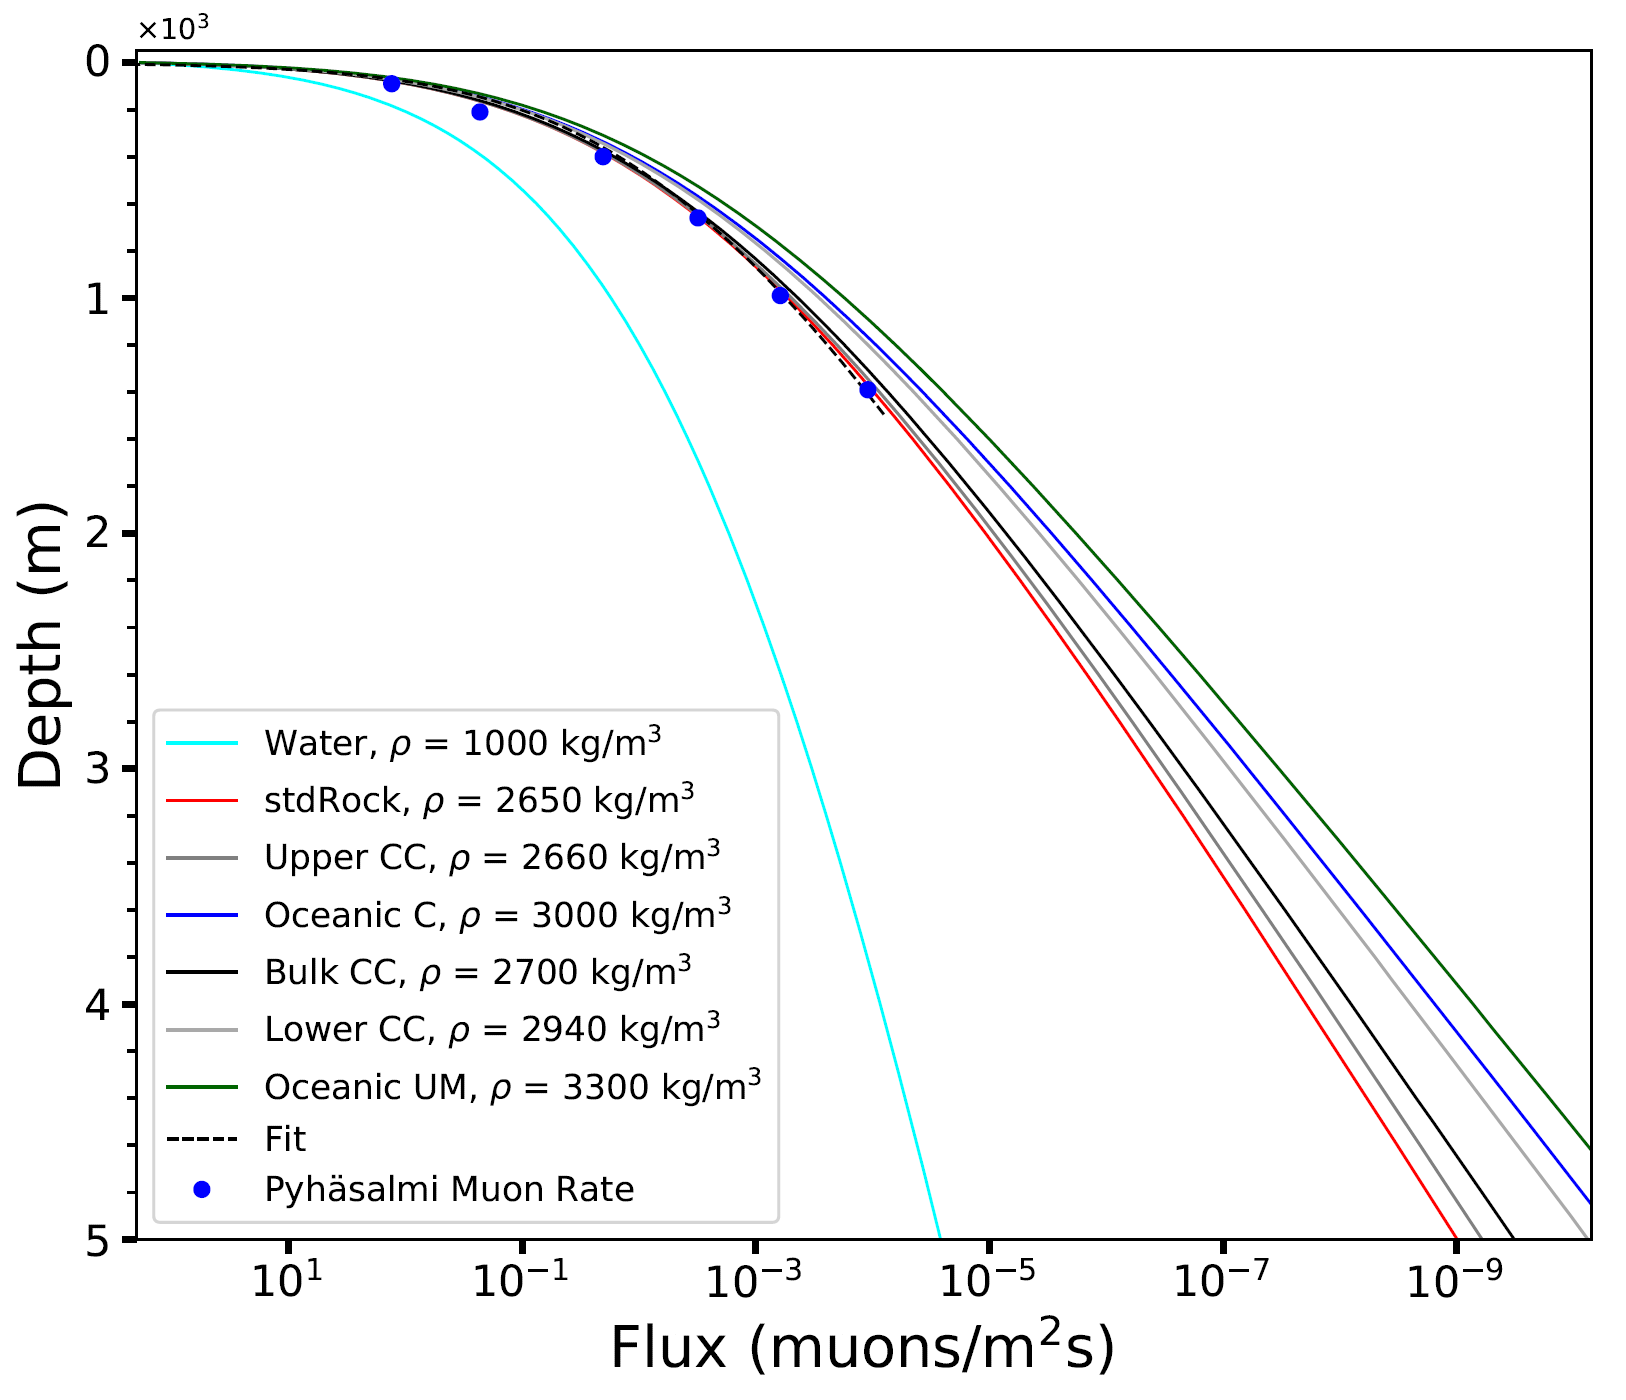 ×10³
0
1
2
3
4
5
Depth (m)
Water, ρ = 1000 kg/m³
stdRock, ρ = 2650 kg/m³
Upper CC, ρ = 2660 kg/m³
Oceanic C, ρ = 3000 kg/m³
Bulk CC, ρ = 2700 kg/m³
Lower CC, ρ = 2940 kg/m³
Oceanic UM, ρ = 3300 kg/m³
Fit
Pyhäsalmi Muon Rate
10¹ 10⁻¹ 10⁻³ 10⁻⁵ 10⁻⁷ 10⁻⁹
Flux (muons/m²s)